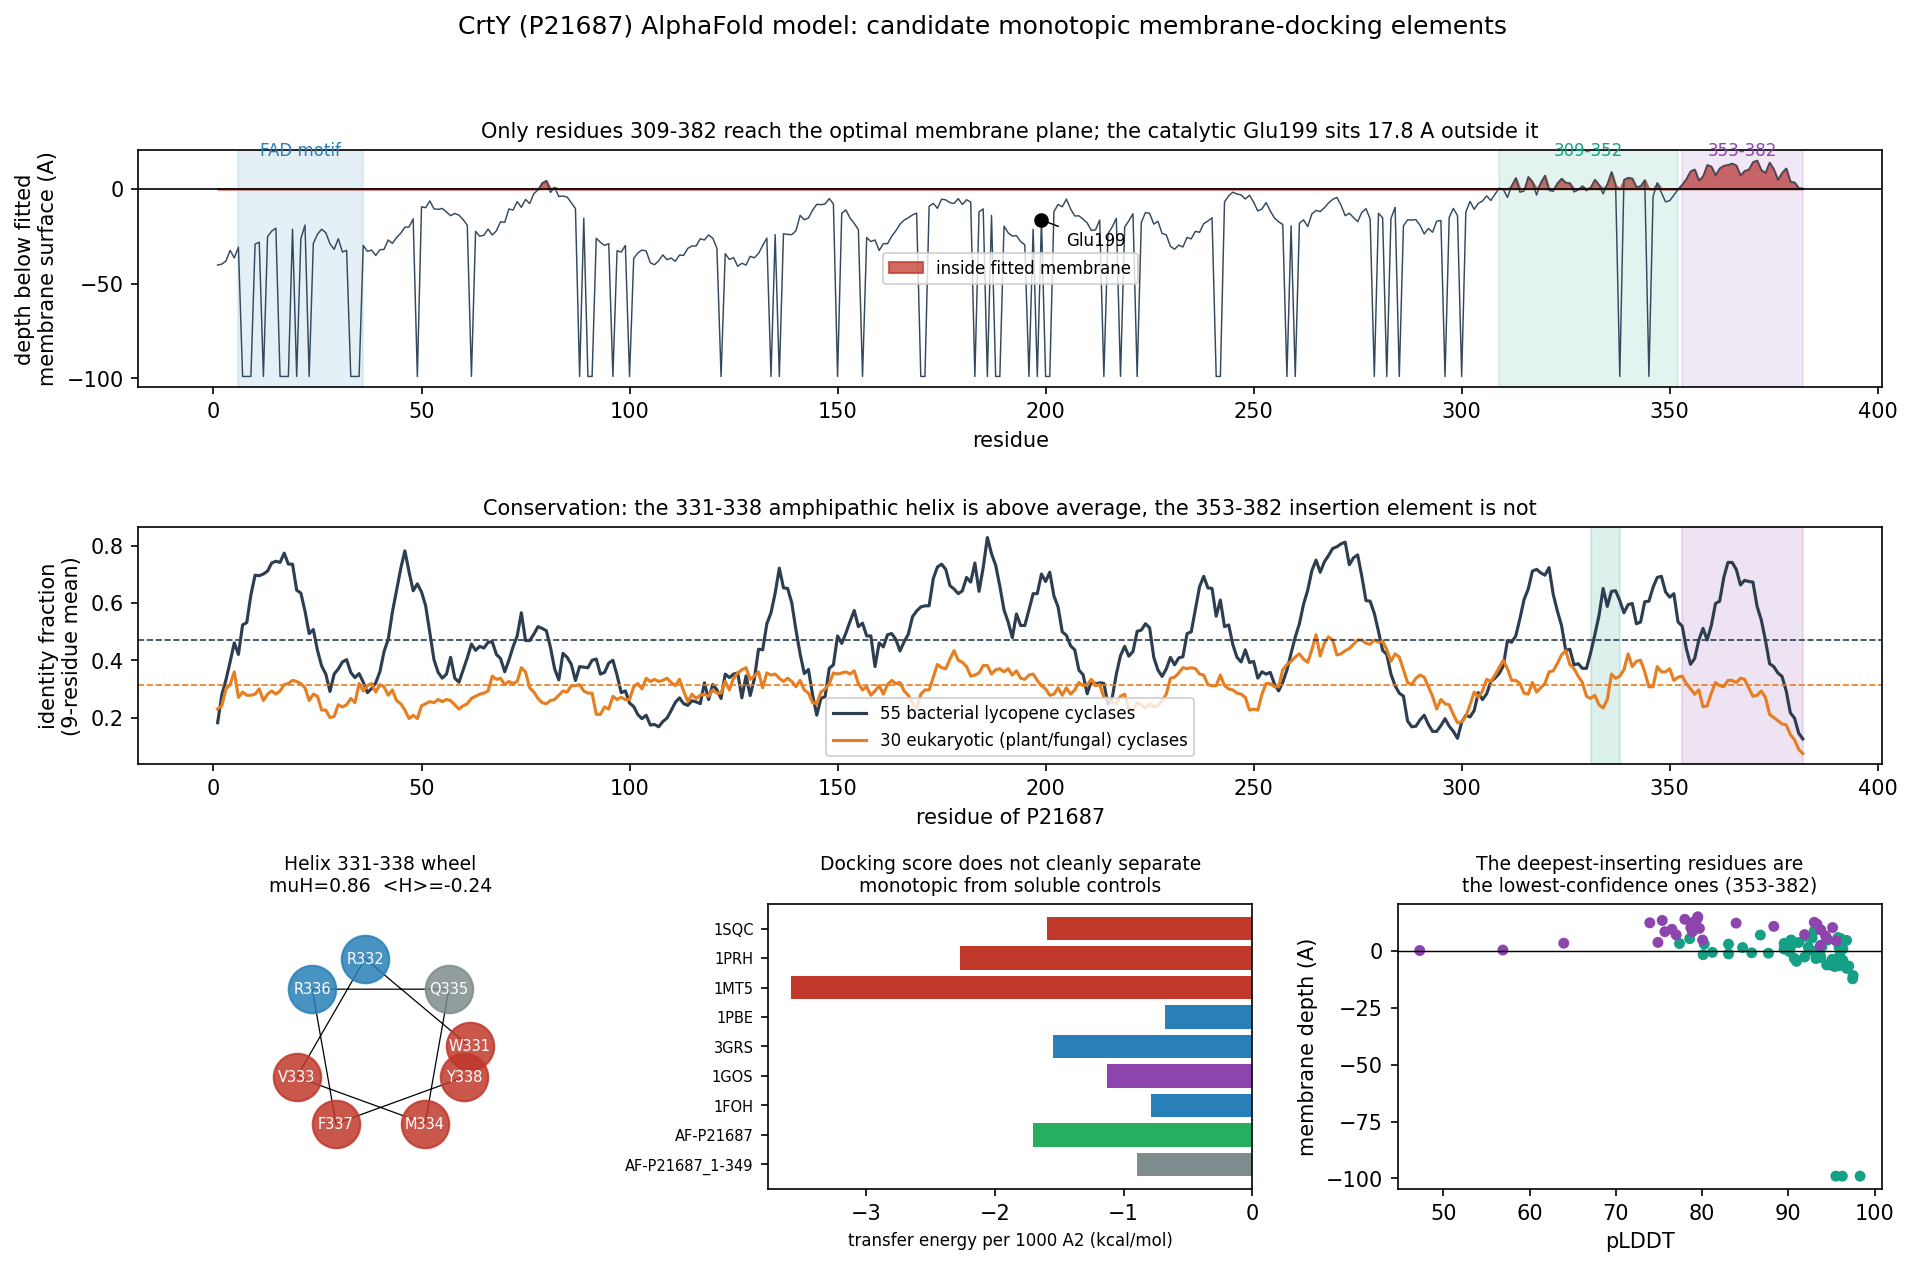 CrtY (P21687) AlphaFold model: candidate monotopic membrane-docking elements
Only residues 309-382 reach the optimal membrane plane; the catalytic Glu199 sits 17.8 A outside it
depth below fitted
membrane surface (A)
0
−50
−100
FAD motif
309-352
353-382
Glu199
inside fitted membrane
0
50
100
150
200
250
300
350
400
residue
Conservation: the 331-338 amphipathic helix is above average, the 353-382 insertion element is not
identity fraction
(9-residue mean)
0.8
0.6
0.4
0.2
55 bacterial lycopene cyclases
30 eukaryotic (plant/fungal) cyclases
0
50
100
150
200
250
300
350
400
residue of P21687
Helix 331-338 wheel
muH=0.86 <H>=-0.24
R332
R336
Q335
W331
Y338
V333
F337
M334
Docking score does not cleanly separate
monotopic from soluble controls
1SQC
1PRH
1MT5
1PBE
3GRS
1GOS
1FOH
AF-P21687
AF-P21687_1-349
−3
−2
−1
0
transfer energy per 1000 A2 (kcal/mol)
The deepest-inserting residues are
the lowest-confidence ones (353-382)
membrane depth (A)
0
−25
−50
−75
−100
50
60
70
80
90
100
pLDDT